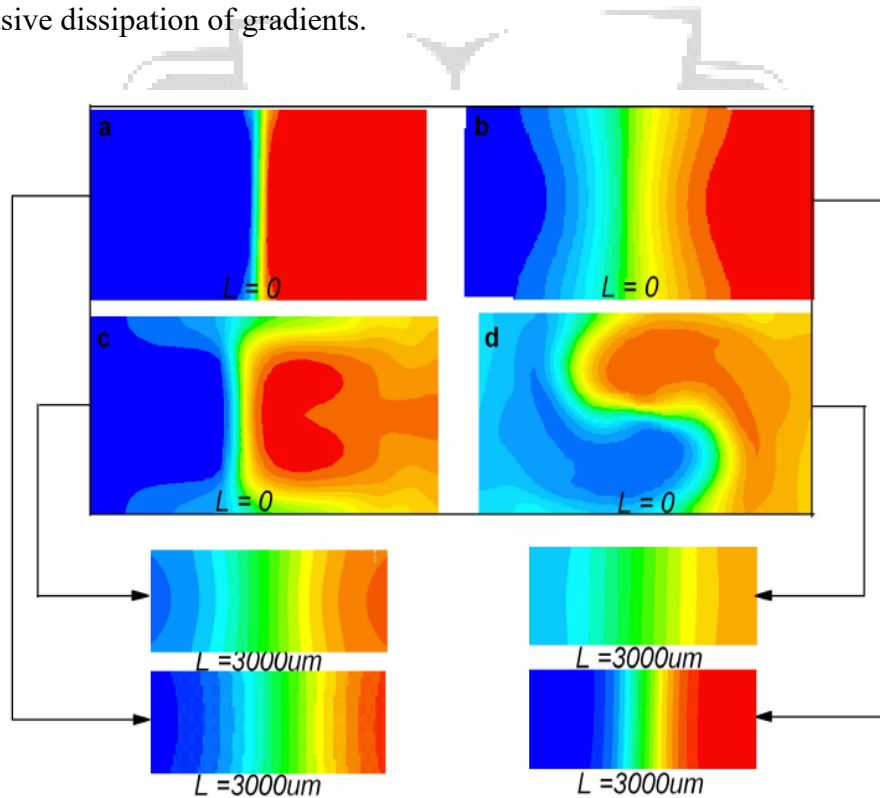 sive dissipation of gradients.
a
b
L = 0
L = 0
c
d
L = 0
L = 0
L =3000um
L =3000um
L =3000um
L =3000um